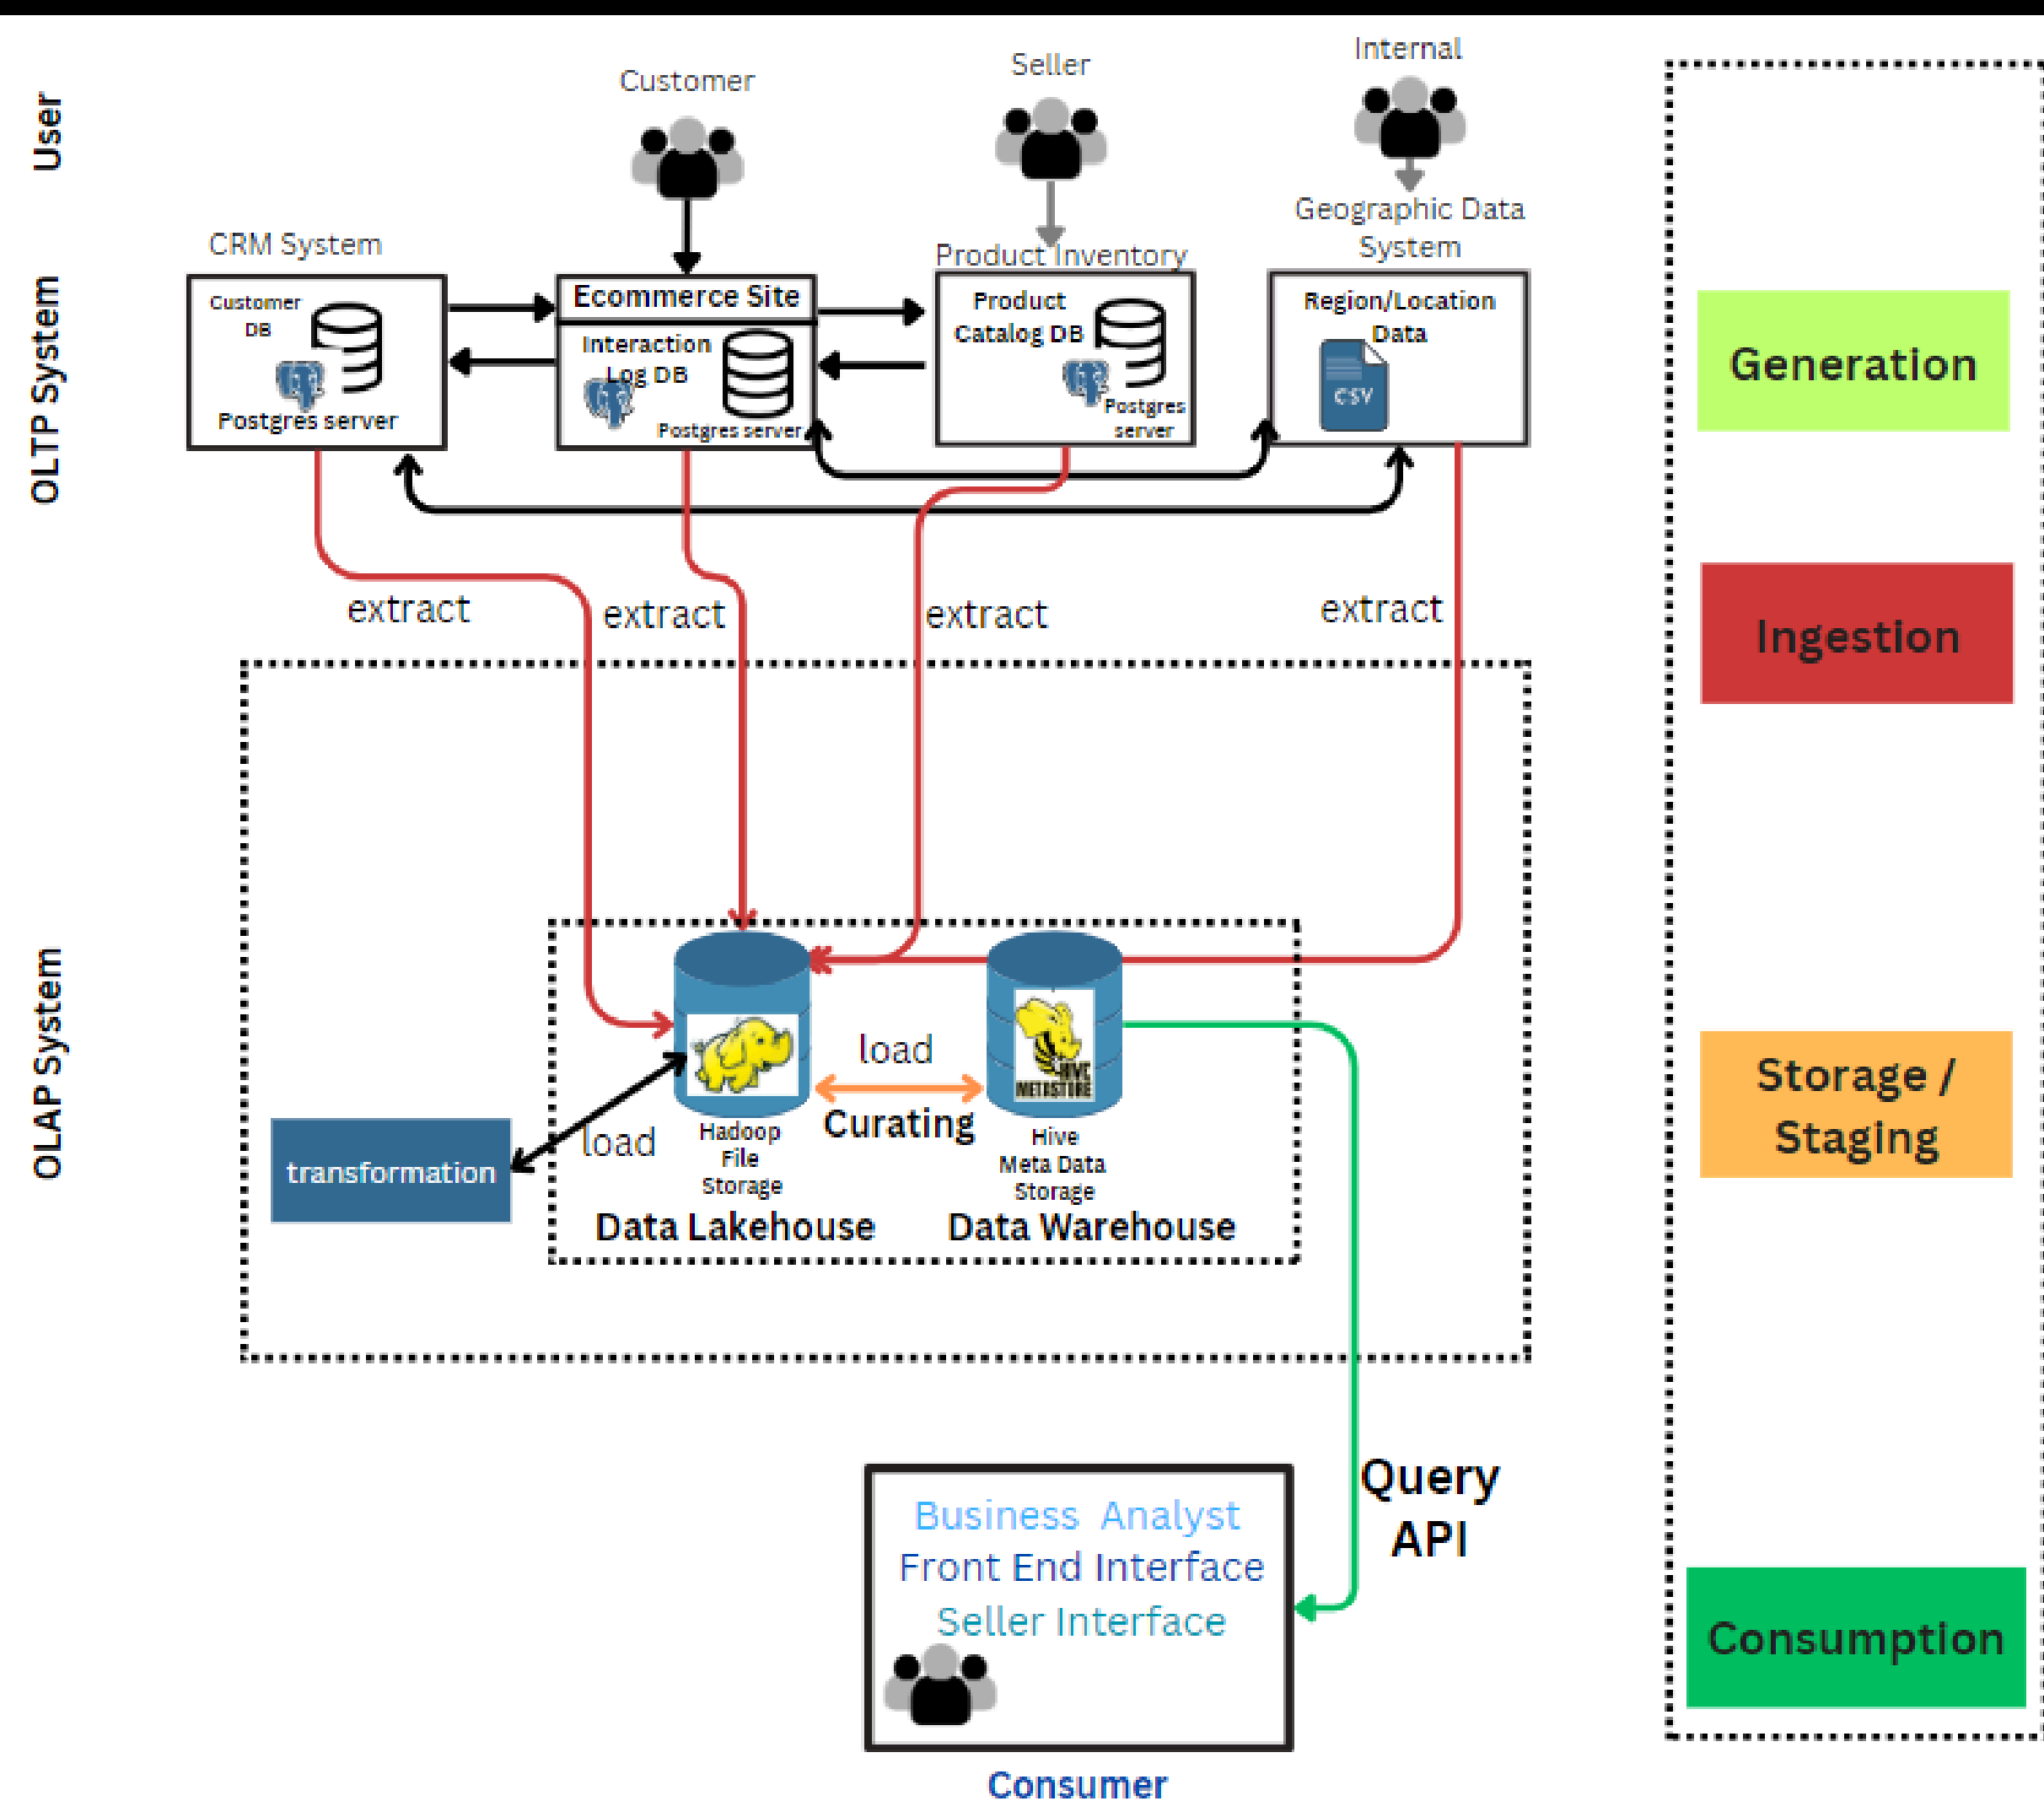 User
Customer
Seller
Internal
CRM System
Product Inventory
Geographic Data
System
OLTP System
Customer
DB
Postgres server
Ecommerce Site
Interaction
Log DB
Postgres server
Product
Catalog DB
Postgres
server
Region/Location
Data
CSV
extract
extract
extract
extract
Generation
Ingestion
OLAP System
transformation
load
Hadoop
File
Storage
Data Lakehouse
load
Curating
HIVE
METASTORE
Hive
Meta Data
Storage
Data Warehouse
Storage /
Staging
Query
API
Business Analyst
Front End Interface
Seller Interface
Consumer
Consumption